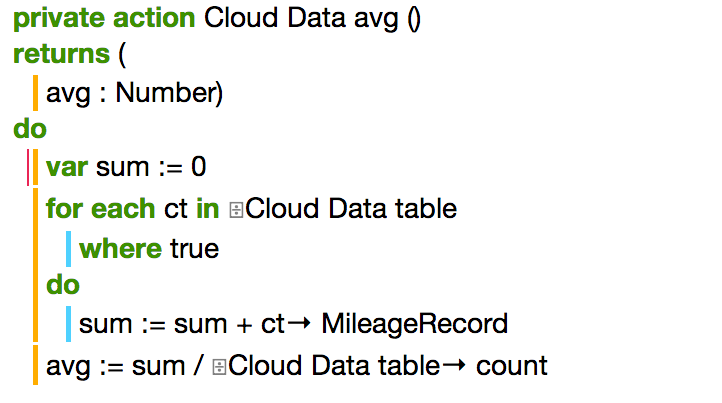 private action Cloud Data avg ()
returns (
avg : Number)
do
var sum := 0
for each ct in ⌹Cloud Data table
where true
do
sum := sum + ct→ MileageRecord
avg := sum / ⌹Cloud Data table→ count